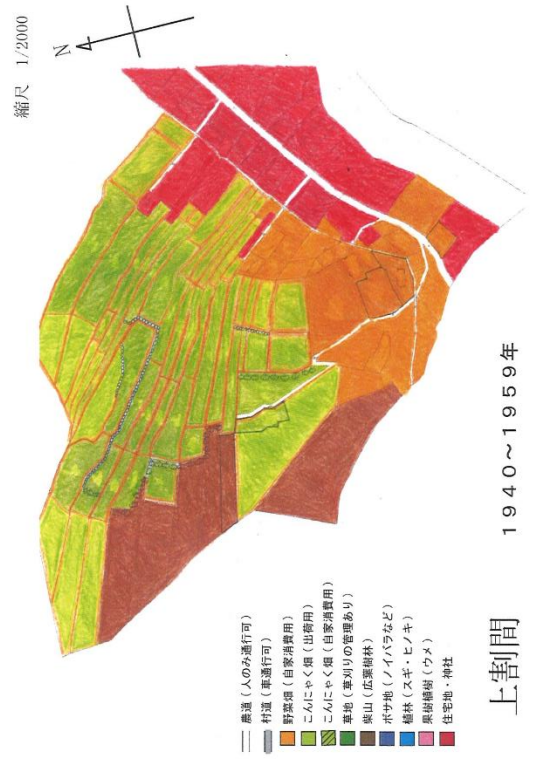 縮尺 1/2000
N
1940～1959年
上割間
農道（人のみ通行可）
村道（車通行可）
野菜畑（自家消費用）
こんにゃく畑（出荷用）
こんにゃく畑（自家消費用）
草地（草刈りの管理あり）
柴山（広葉樹林）
ボサ地（ノイバラなど）
植林（スギ・ヒノキ）
果樹植樹（ウメ）
住宅地・神社